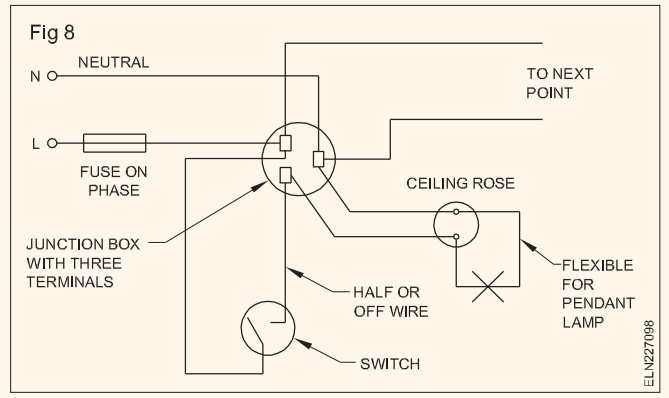 Fig 8
NEUTRAL
N
TO NEXT
POINT
L
FUSE ON
PHASE
CEILING ROSE
JUNCTION BOX
WITH THREE
TERMINALS
HALF OR
OFF WIRE
FLEXIBLE
FOR
PENDANT
LAMP
SWITCH
ELN227098